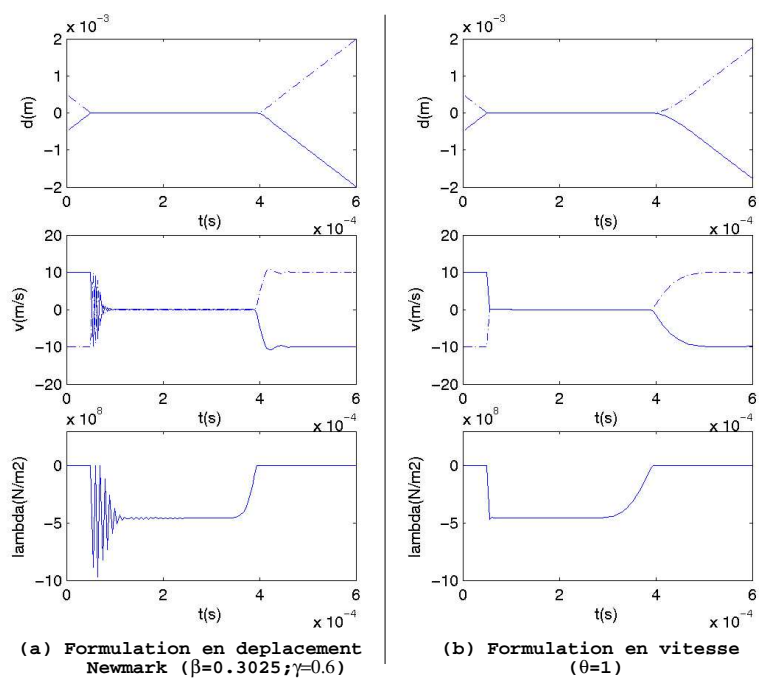 x 10⁻³
2
1
0
−1
−2
d(m)
0 2 4 6
t(s)
x 10⁻⁴
20
10
0
−10
−20
v(m/s)
0 2 4 6
t(s)
x 10⁻⁴
x 10⁸
0
−5
−10
lambda(N/m2)
0 2 4 6
t(s)
x 10⁻⁴
(a) Formulation en deplacement
Newmark (β=0.3025;γ=0.6)
x 10⁻³
2
1
0
−1
−2
d(m)
0 2 4 6
t(s)
x 10⁻⁴
20
10
0
−10
−20
v(m/s)
0 2 4 6
t(s)
x 10⁻⁴
x 10⁸
0
−5
−10
lambda(N/m2)
0 2 4 6
t(s)
x 10⁻⁴
(b) Formulation en vitesse
(θ=1)